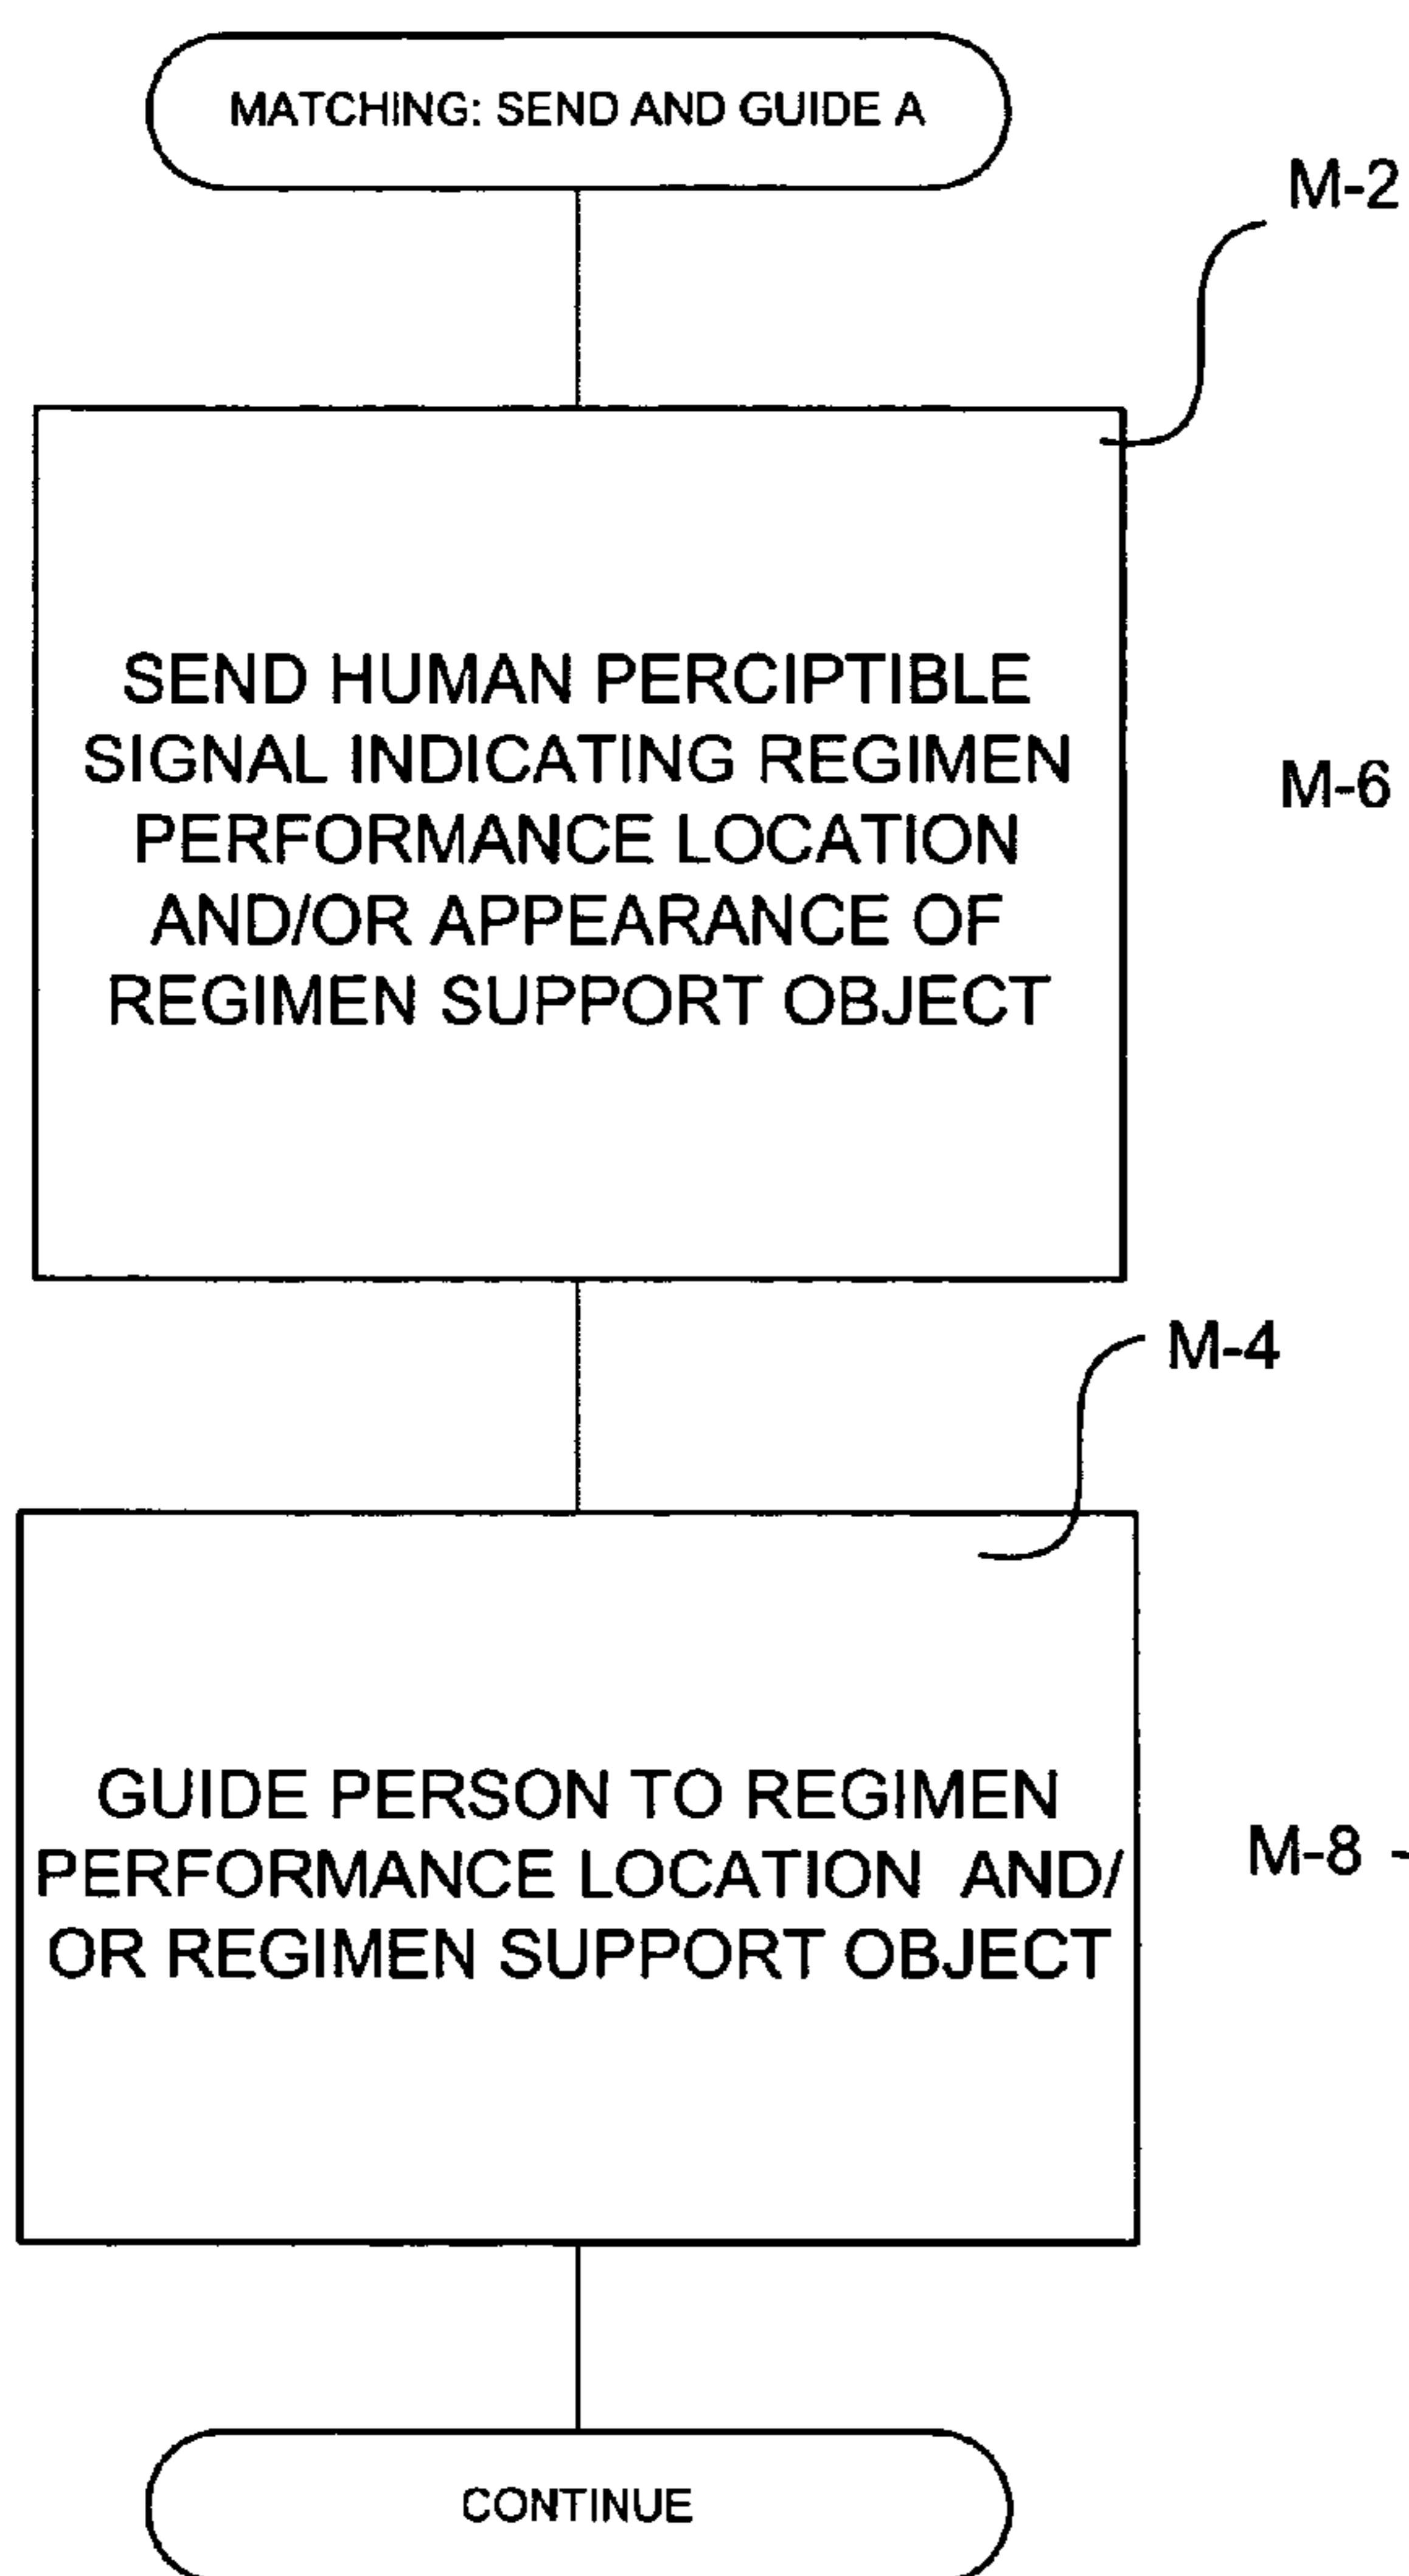 MATCHING: SEND AND GUIDE A
M-2
SEND HUMAN PERCIPTIBLE
SIGNAL INDICATING REGIMEN
PERFORMANCE LOCATION
AND/OR APPEARANCE OF
REGIMEN SUPPORT OBJECT
M-6
M-4
GUIDE PERSON TO REGIMEN
PERFORMANCE LOCATION AND/
OR REGIMEN SUPPORT OBJECT
M-8
CONTINUE